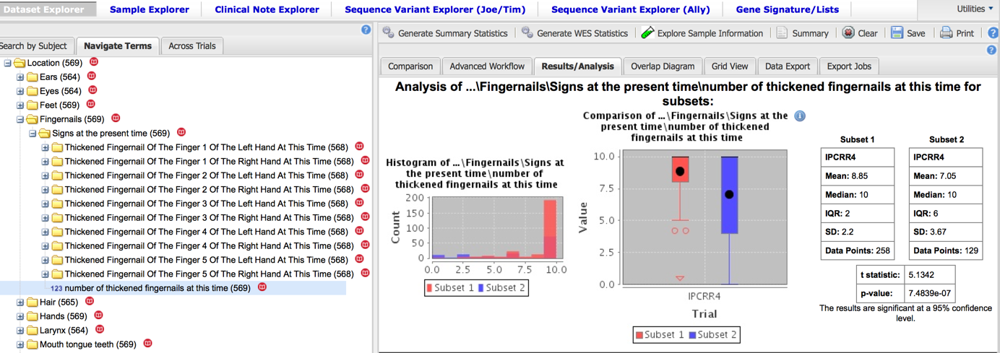 Dataset Explorer Sample Explorer Clinical Note Explorer Sequence Variant Explorer (Joe/Tim) Sequence Variant Explorer (Ally) Gene Signature/Lists Utilities
Search by Subject Navigate Terms Across Trials
Location (569)
Ears (564)
Eyes (564)
Feet (569)
Fingernails (569)
Signs at the present time (569)
Thickened Fingernail Of The Finger 1 Of The Left Hand At This Time (568)
Thickened Fingernail Of The Finger 1 Of The Right Hand At This Time (568)
Thickened Fingernail Of The Finger 2 Of The Left Hand At This Time (568)
Thickened Fingernail Of The Finger 2 Of The Right Hand At This Time (568)
Thickened Fingernail Of The Finger 3 Of The Left Hand At This Time (568)
Thickened Fingernail Of The Finger 3 Of The Right Hand At This Time (568)
Thickened Fingernail Of The Finger 4 Of The Left Hand At This Time (568)
Thickened Fingernail Of The Finger 4 Of The Right Hand At This Time (568)
Thickened Fingernail Of The Finger 5 Of The Left Hand At This Time (568)
Thickened Fingernail Of The Finger 5 Of The Right Hand At This Time (568)
123 number of thickened fingernails at this time (569)
Hair (565)
Hands (569)
Larynx (564)
Mouth tongue teeth (569)
Generate Summary Statistics Generate WES Statistics Explore Sample Information Summary Clear Save Print
Comparison Advanced Workflow Results/Analysis Overlap Diagram Grid View Data Export Export Jobs
Analysis of ...\Fingernails\Signs at the present time\number of thickened fingernails at this time for
subsets:
Histogram of ...\Fingernails\Signs at
the present time\number of
thickened fingernails at this time
Count
200
150
100
50
0
0.0 2.5 5.0 7.5 10.0
Subset 1 Subset 2
Comparison of ...\Fingernails\Signs at the
present time\number of thickened
fingernails at this time
Value
10.0
7.5
5.0
2.5
0.0
IPCRR4
Trial
Subset 1 Subset 2
Subset 1
IPCRR4
Mean: 8.85
Median: 10
IQR: 2
SD: 2.2
Data Points: 258
Subset 2
IPCRR4
Mean: 7.05
Median: 10
IQR: 6
SD: 3.67
Data Points: 129
t statistic: 5.1342
p-value: 7.4839e-07
The results are significant at a 95% confidence
level.